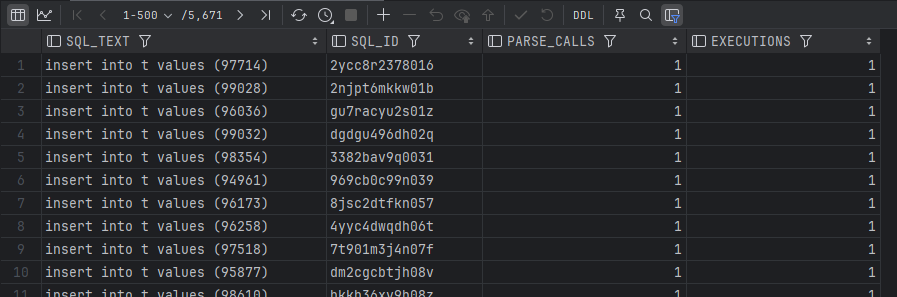 1-500 /5,671 DDL
SQL_TEXT SQL_ID PARSE_CALLS EXECUTIONS
1 insert into t values (97714) 2ycc8r2378016 1 1
2 insert into t values (99028) 2njpt6mkkw01b 1 1
3 insert into t values (96036) gu7racyu2s01z 1 1
4 insert into t values (99032) dgdgu496dh02q 1 1
5 insert into t values (98354) 3382bav9q0031 1 1
6 insert into t values (94961) 969cb0c99n039 1 1
7 insert into t values (96173) 8jsc2dtfkn057 1 1
8 insert into t values (96258) 4yyc4dwqdh06t 1 1
9 insert into t values (97518) 7t901m3j4n07f 1 1
10 insert into t values (95877) dm2cgcbtjh08v 1 1
11 insert into t values (98610) 1 1